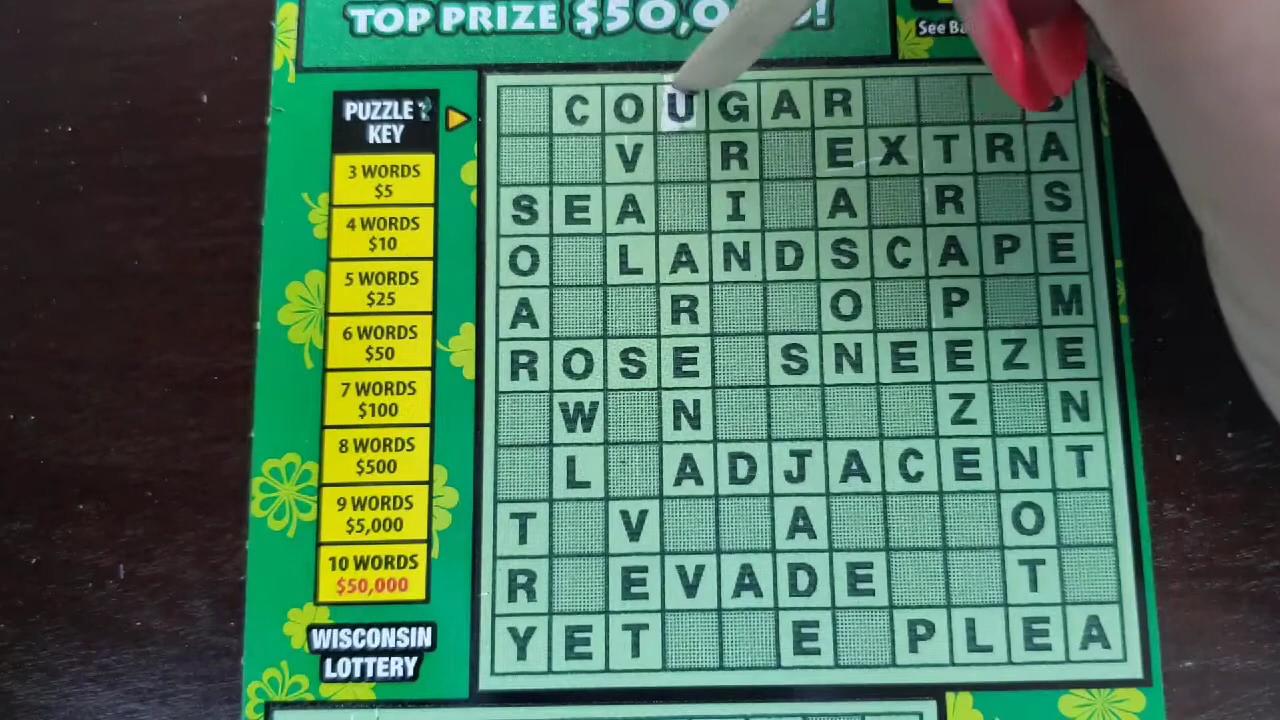 TOP PRIZE $50,0
See Ba
PUZZLE
KEY
3 WORDS
$5
4 WORDS
$10
5 WORDS
$25
6 WORDS
$50
7 WORDS
$100
8 WORDS
$500
9 WORDS
$5,000
10 WORDS
$50,000
WISCONSIN
LOTTERY
C O U G A R
V R E X T R A
S E A I A R S
O L A N D S C A P E
A R O P M
R O S E S N E E Z E
W N Z N
L A D J A C E N T
T V A O
R E V A D E T
Y E T E P L E A